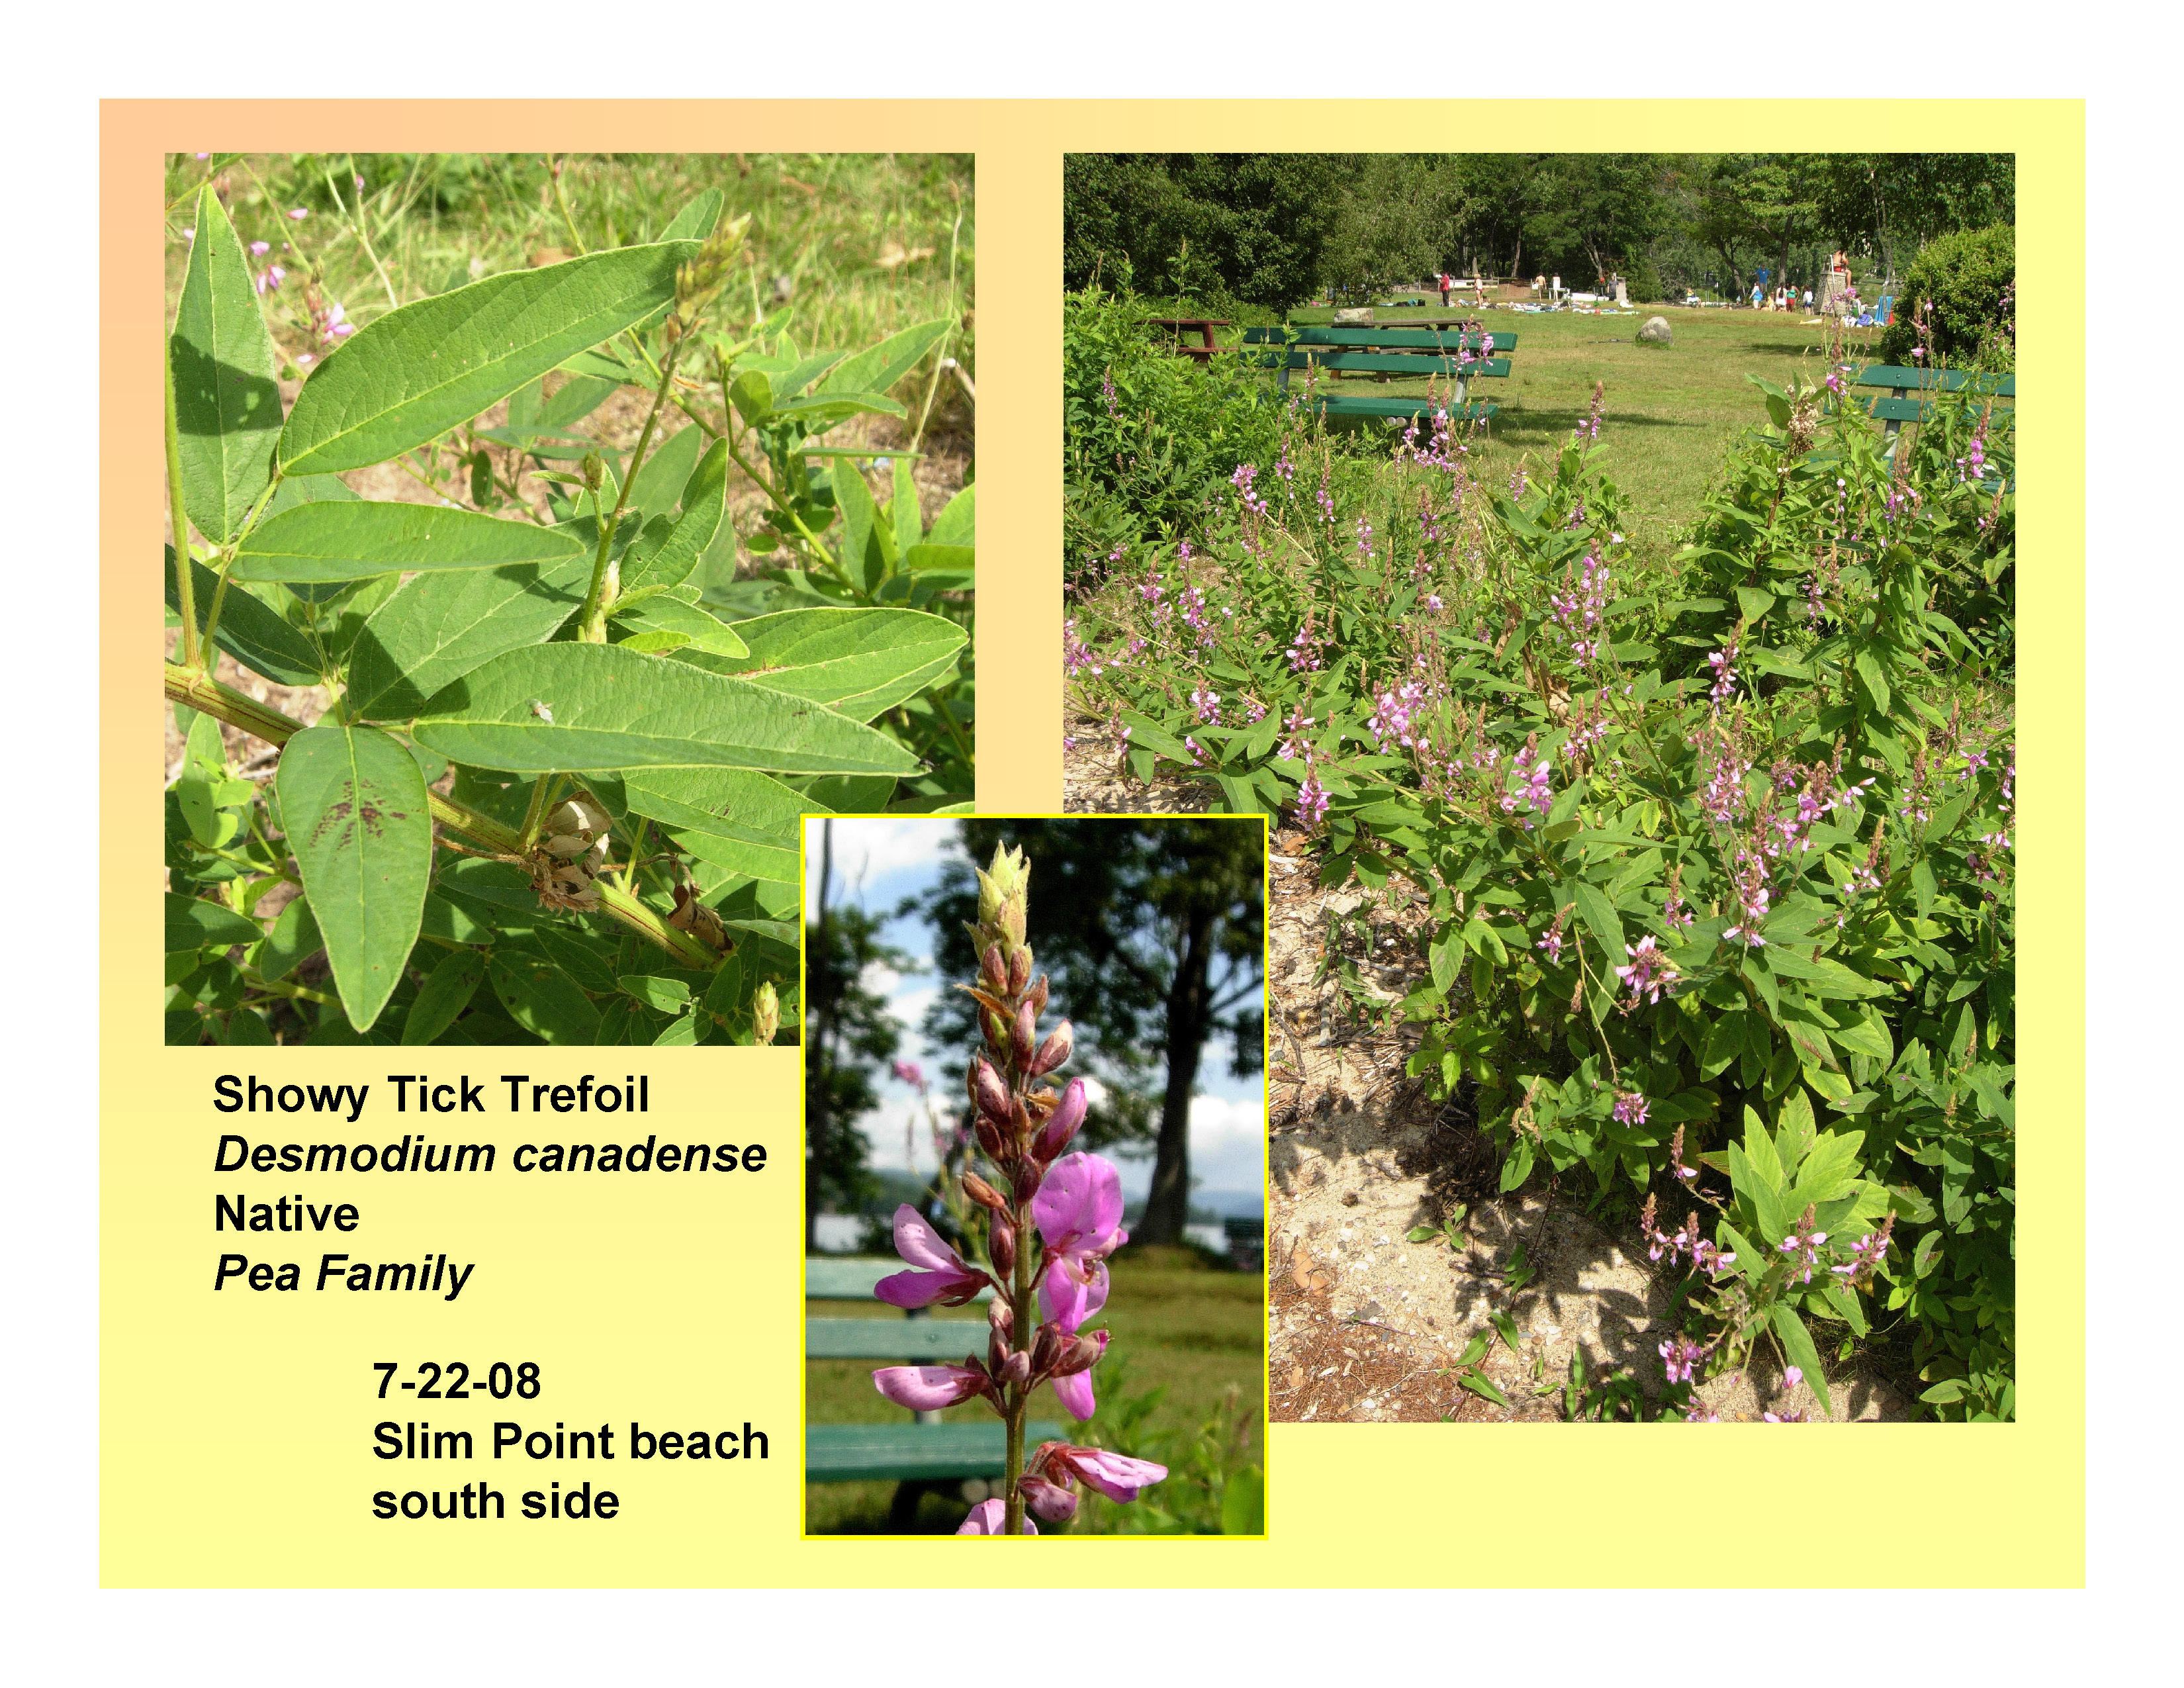 Showy Tick Trefoil
Desmodium canadense
Native
Pea Family
7-22-08
Slim Point beach
south side